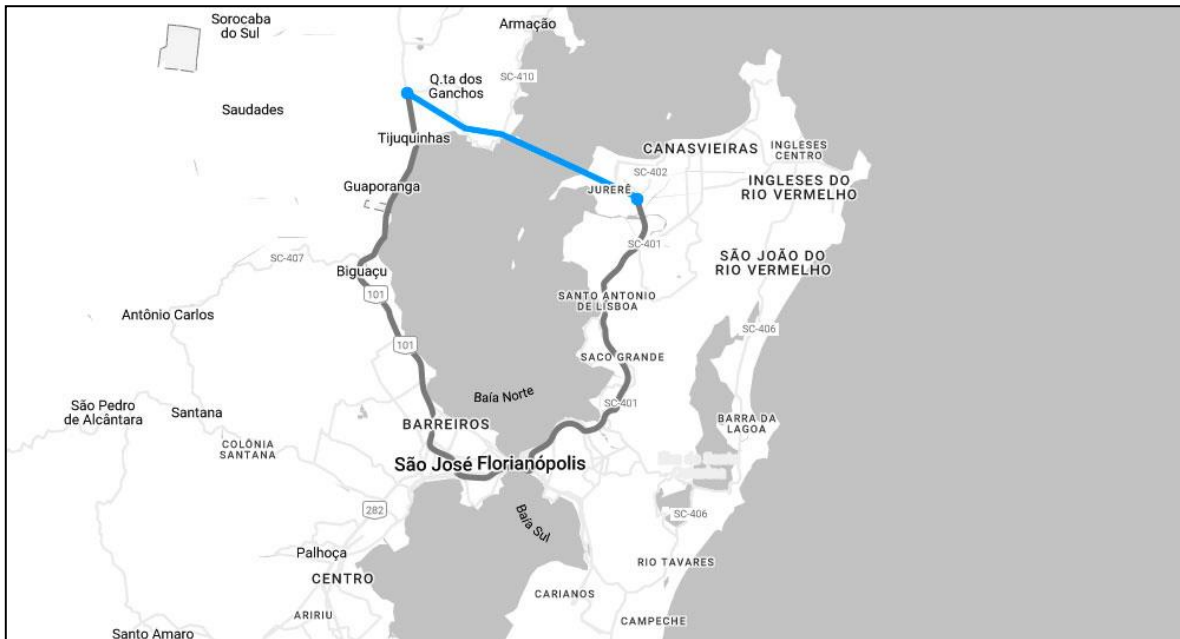 Sorocaba
do Sul
Armação
Q.ta dos
Ganchos
SC-410
Saudades
Tijuquinhas
CANASVIEIRAS
INGLESES
CENTRO
SC-402
Guaporanga
JURERÊ
INGLESES DO
RIO VERMELHO
SC-401
SC-407
SÃO JOÃO DO
RIO VERMELHO
Biguaçu
101
SANTO ANTONIO
DE LISBOA
Antônio Carlos
SC-406
101
SACO GRANDE
Baía Norte
SC-401
São Pedro
de Alcântara
Santana
BARREIROS
BARRA DA
LAGOA
COLÔNIA
SANTANA
São José
Florianópolis
282
SC-406
Baía Sul
Palhoça
RIO TAVARES
CENTRO
CARIANOS
ARIRIU
CAMPECHE
Santo Amaro